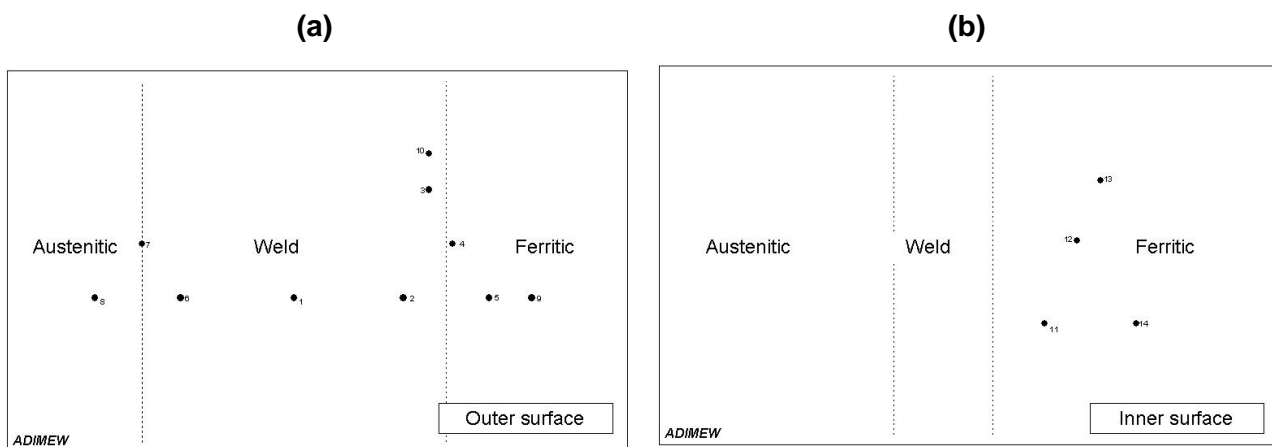 (a)
(b)
10
3
Austenitic
7
Weld
4
Ferritic
8
6
1
2
5
9
Outer surface
ADIMEW
13
Austenitic
Weld
12
Ferritic
11
14
Inner surface
ADIMEW